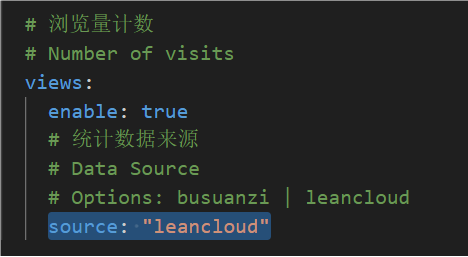 # 浏览量计数
# Number of visits
views:
enable: true
# 统计数据来源
# Data Source
# Options: busuanzi | leancloud
source: "leancloud"